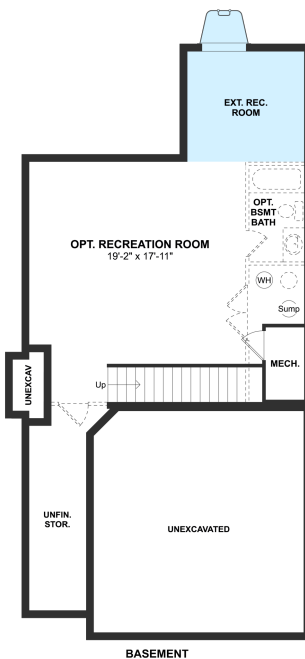 EXT. REC.
ROOM
OPT.
BSMT
BATH
OPT. RECREATION ROOM
19'-2" x 17'-11"
WH
Sump
MECH.
UNEXCAV
Up
UNFIN.
STOR.
UNEXCAVATED
BASEMENT